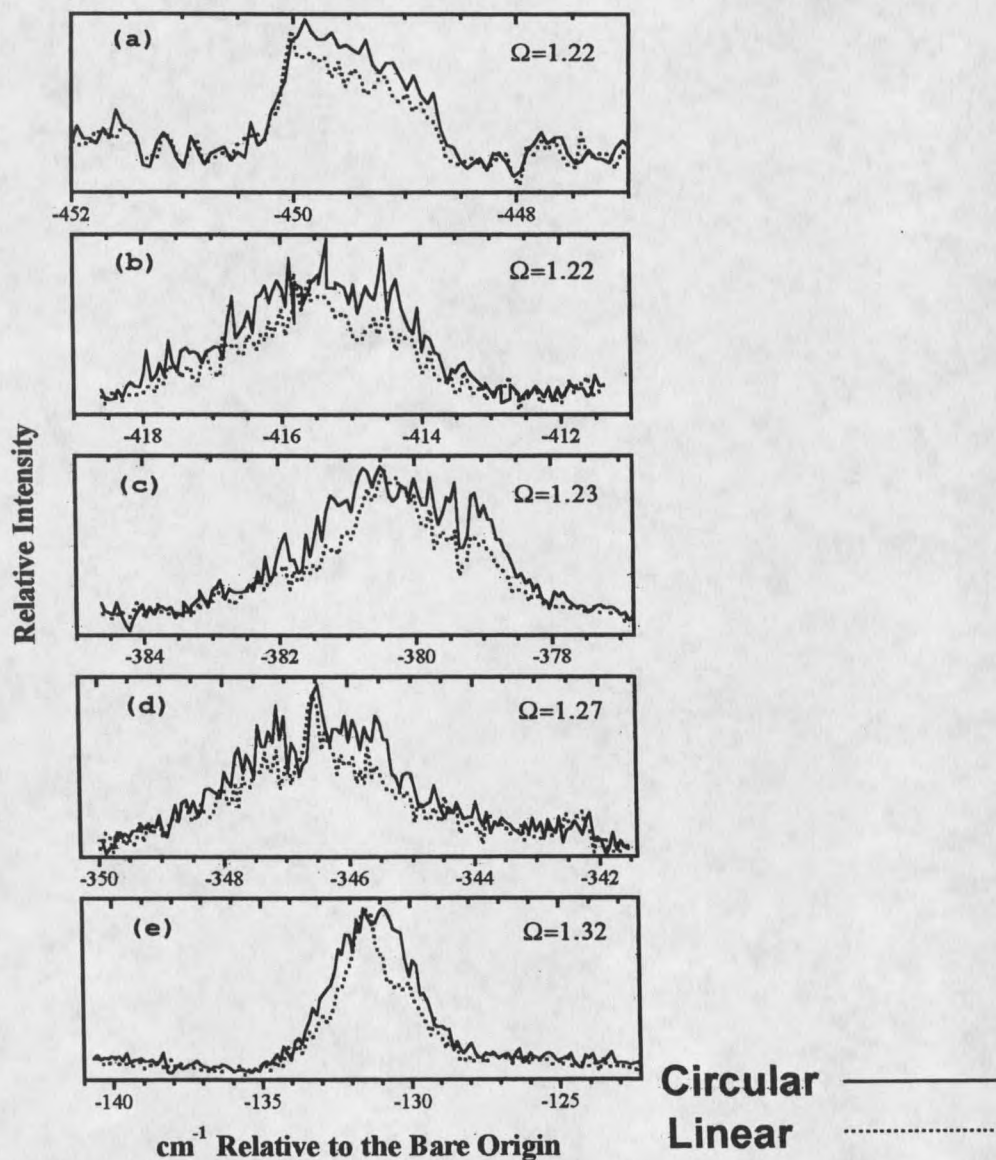 (a)
Ω=1.22
-452 -450 -448
(b)
Ω=1.22
-418 -416 -414 -412
(c)
Ω=1.23
-384 -382 -380 -378
(d)
Ω=1.27
-350 -348 -346 -344 -342
(e)
Ω=1.32
-140 -135 -130 -125
Relative Intensity
cm⁻¹ Relative to the Bare Origin
Circular
Linear